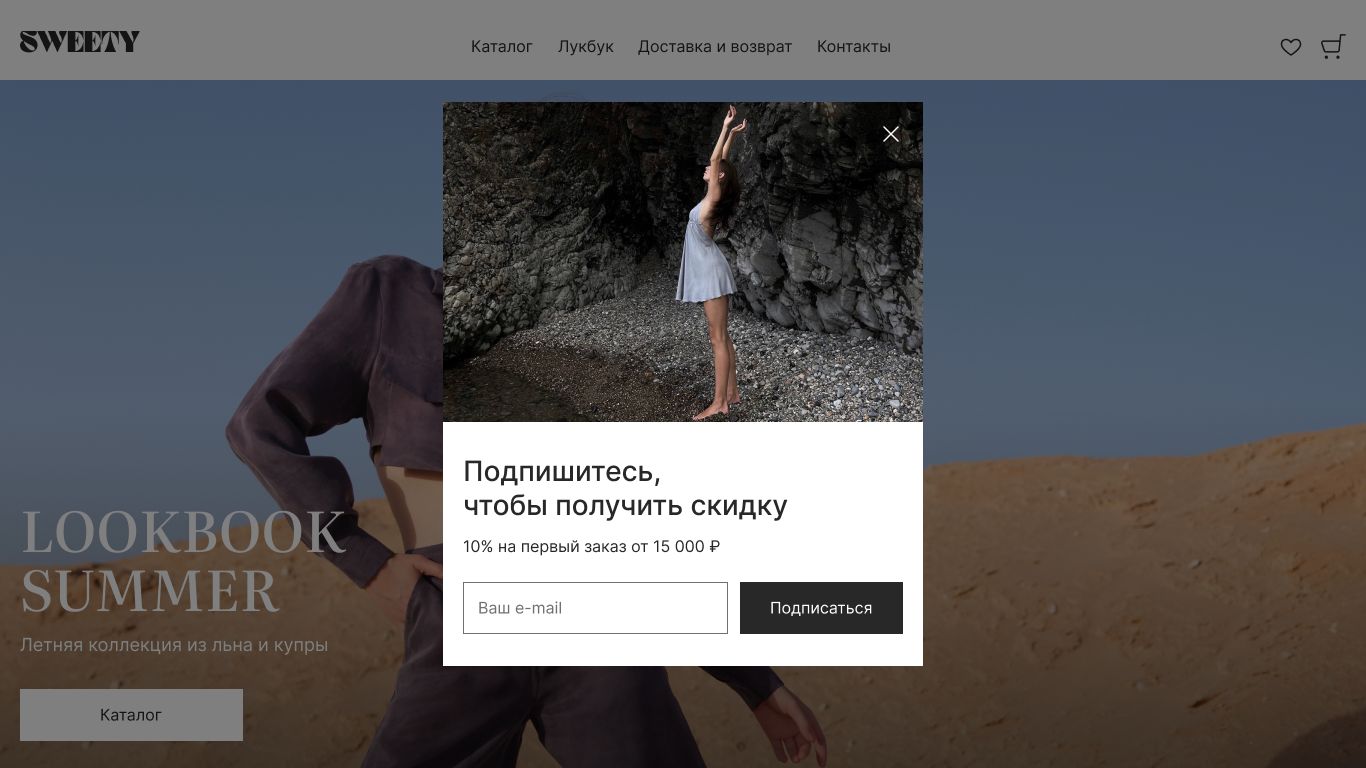 SWEETY
Каталог
Лукбук
Доставка и возврат
Контакты
LOOKBOOK
SUMMER
Летняя коллекция из льна и купры
Каталог
Подпишитесь,
чтобы получить скидку
10% на первый заказ от 15 000 ₽
Ваш e-mail
Подписаться